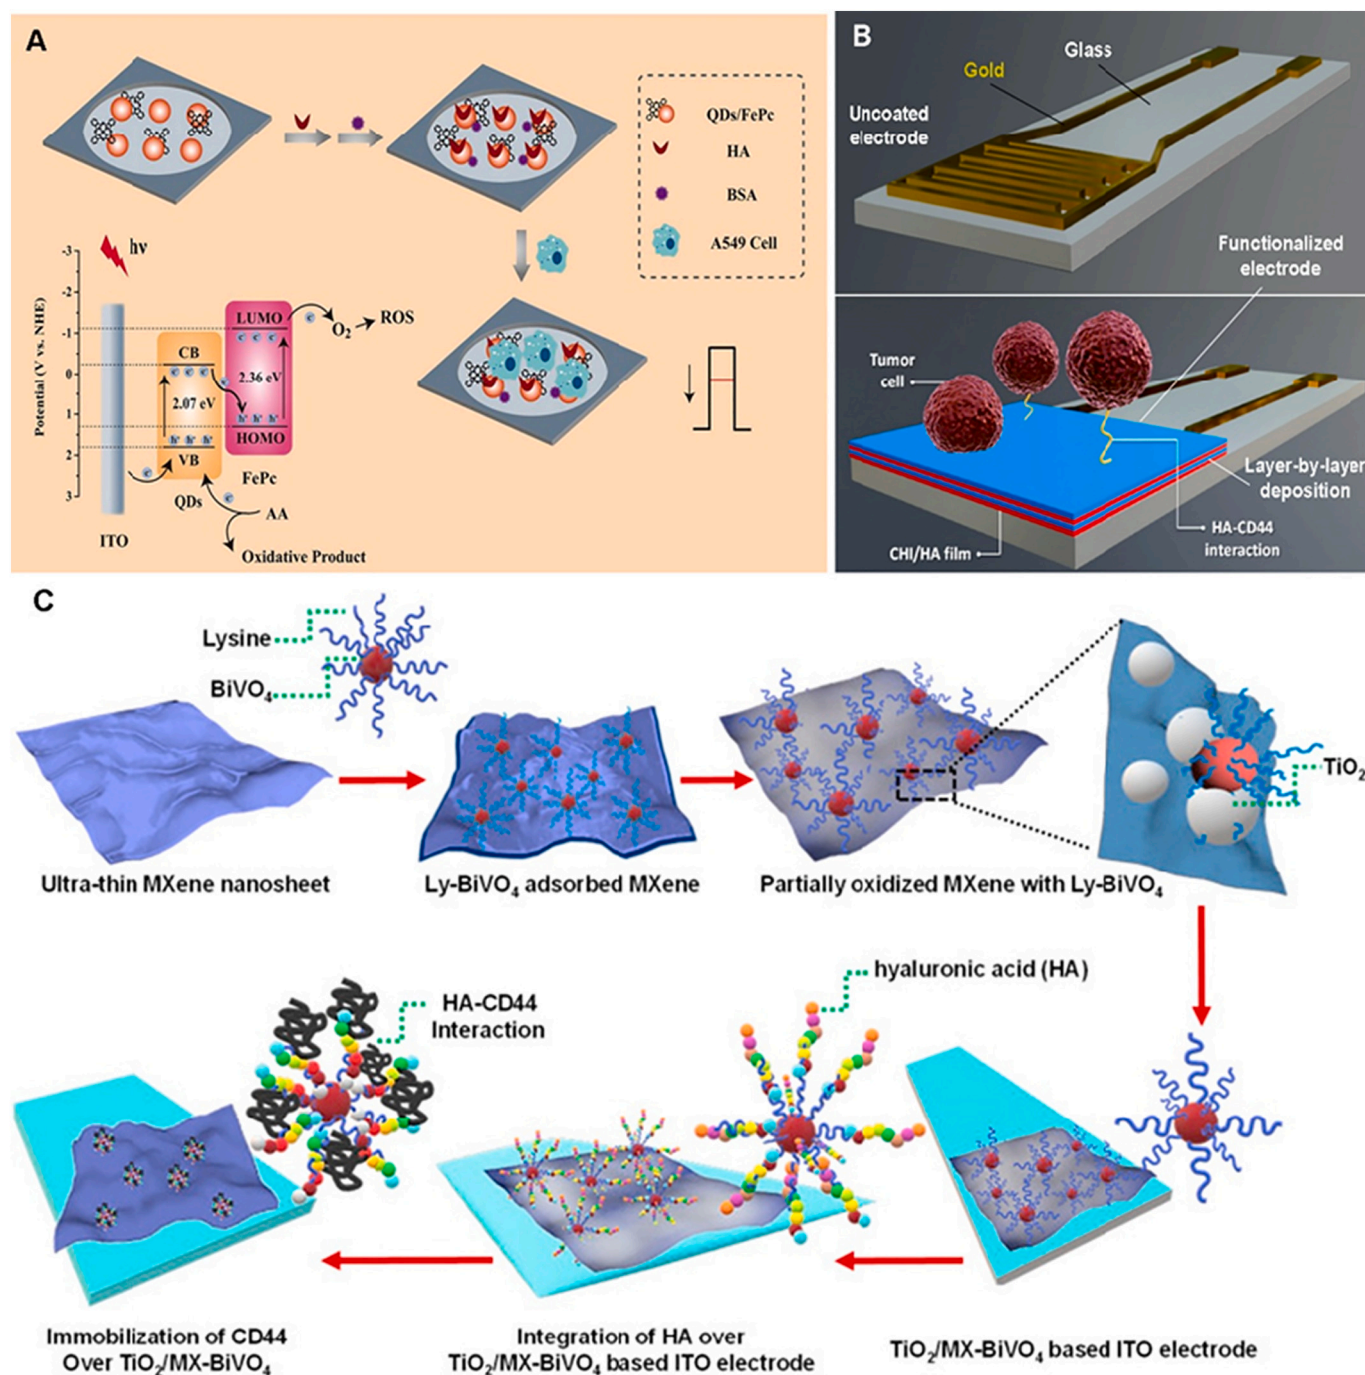 A
QDs/FePc
HA
BSA
A549 Cell
hν
Potential (V vs. NHE)
-3
-2
-1
0
1
2
3
LUMO
e⁻ e⁻ e⁻
2.36 eV
h⁺ h⁺ h⁺
HOMO
FePc
CB
e⁻ e⁻ e⁻
2.07 eV
h⁺ h⁺ h⁺
VB
QDs
e⁻
e⁻
e⁻
e⁻
O₂
ROS
ITO
AA
Oxidative Product
B
Glass
Gold
Uncoated
electrode
Functionalized
electrode
Tumor
cell
Layer-by-layer
deposition
HA-CD44
interaction
CHI/HA film
C
Lysine
BiVO₄
TiO₂
Ultra-thin MXene nanosheet
Ly-BiVO₄ adsorbed MXene
Partially oxidized MXene with Ly-BiVO₄
HA-CD44
Interaction
hyaluronic acid (HA)
Immobilization of CD44
Over TiO₂/MX-BiVO₄
Integration of HA over
TiO₂/MX-BiVO₄ based ITO electrode
TiO₂/MX-BiVO₄ based ITO electrode